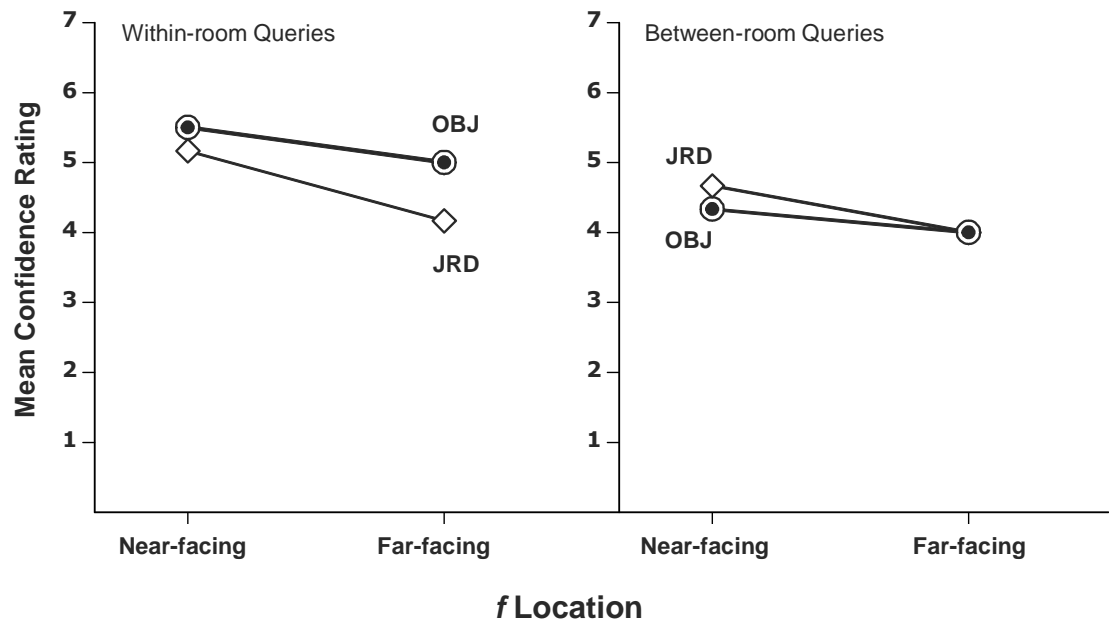 Within-room Queries
Mean Confidence Rating
7
6
5
4
3
2
1
OBJ
JRD
Near-facing
Far-facing
Between-room Queries
7
6
5
4
3
2
1
JRD
OBJ
Near-facing
Far-facing
f Location